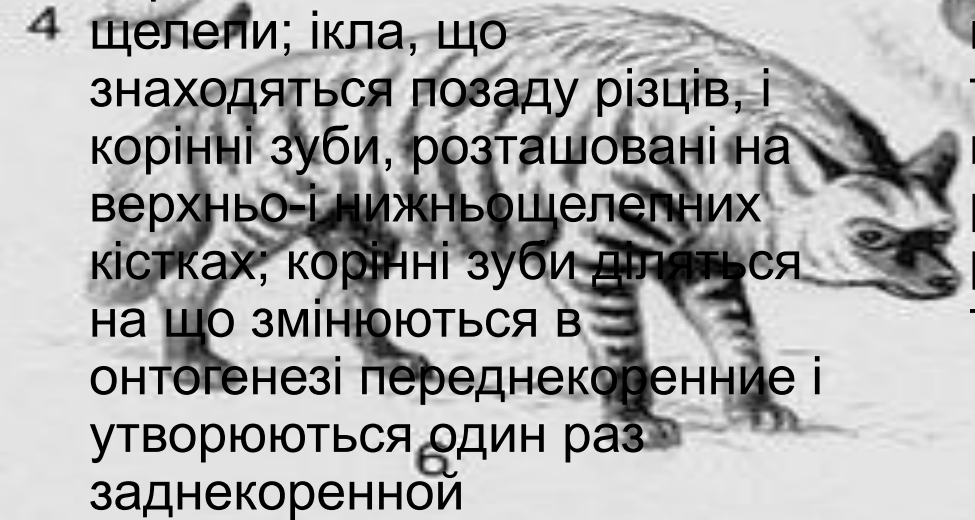 4
щелепи; ікла, що
знаходяться позаду різців, і
корінні зуби, розташовані на
верхньо-і нижньощелепних
кістках; корінні зуби діляться
на що змінюються в
онтогенезі переднекоренние і
утворюються один раз
6
заднекоренной